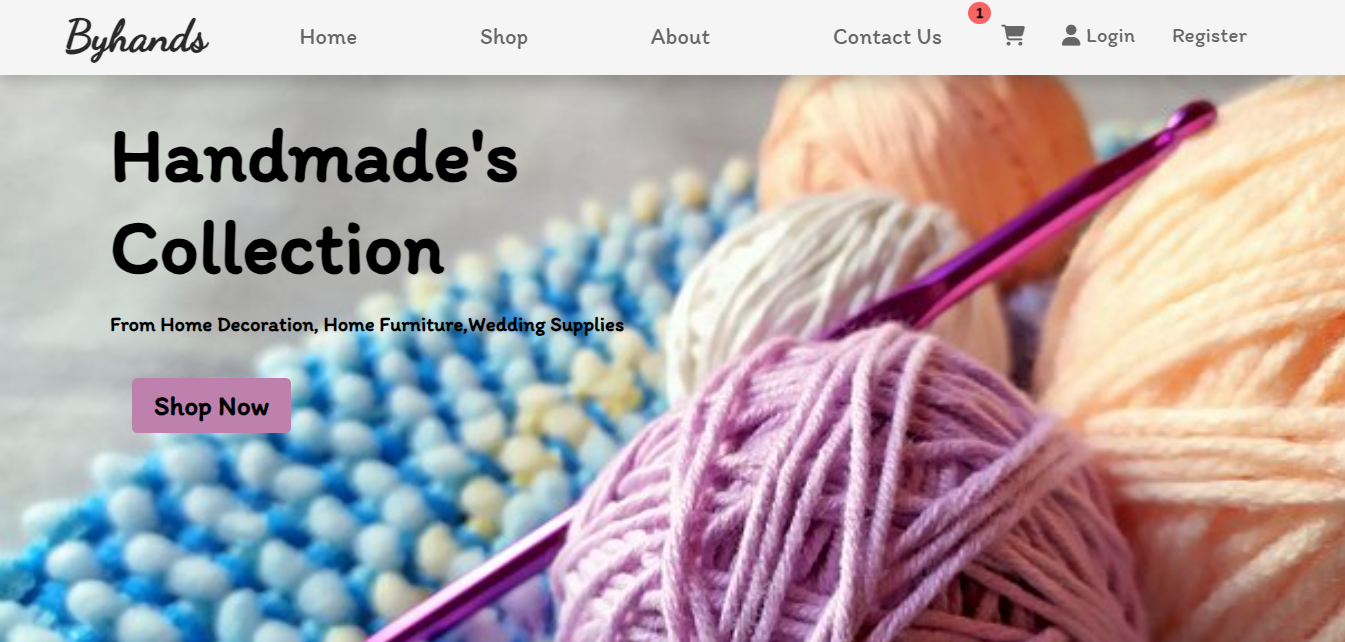 Byhands Home Shop About Contact Us 1 Login Register
Handmade's
Collection
From Home Decoration, Home Furniture,Wedding Supplies
Shop Now